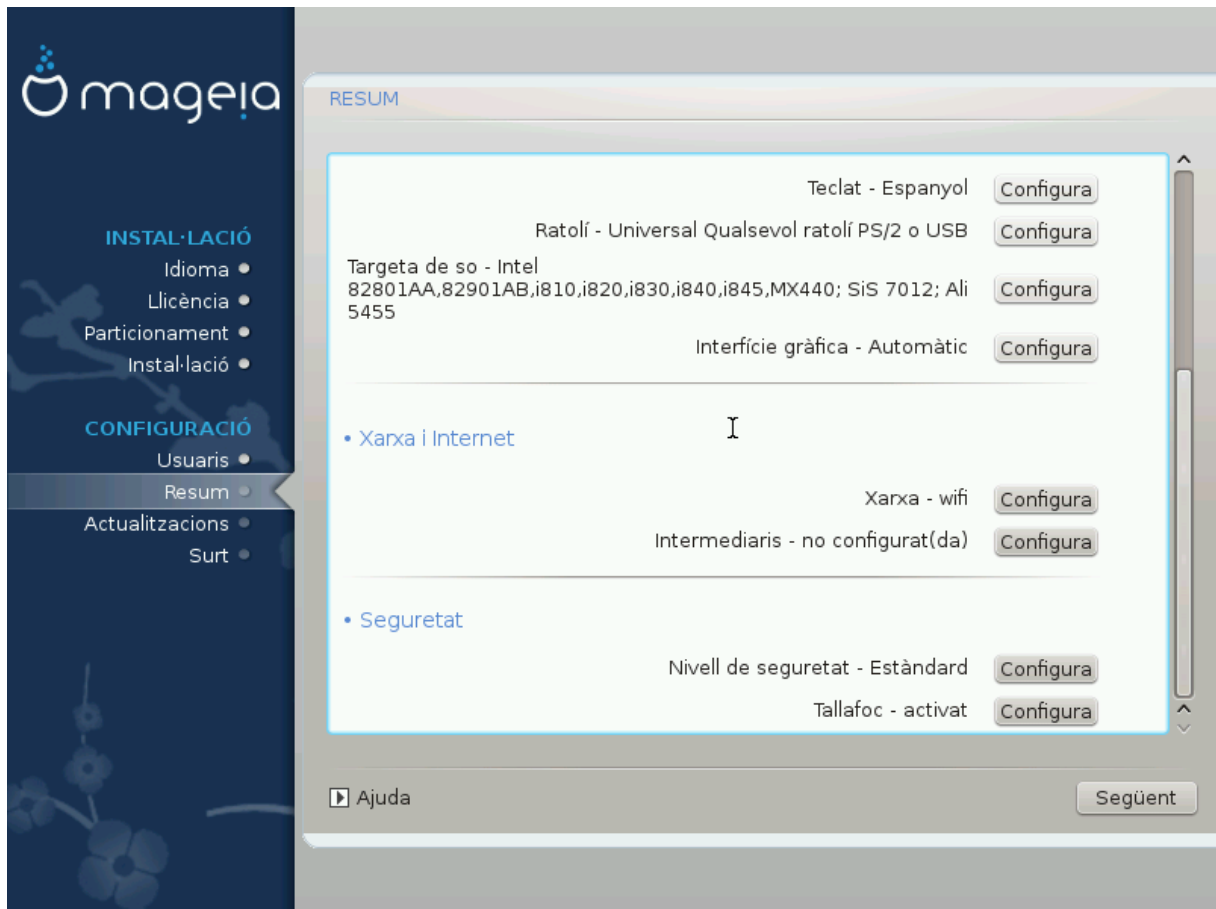 mageia
INSTAL·LACIÓ
Idioma
Llicència
Particionament
Instal·lació
CONFIGURACIÓ
Usuaris
Resum
Actualitzacions
Surt
RESUM
Teclat - Espanyol Configura
Ratolí - Universal Qualsevol ratolí PS/2 o USB Configura
Targeta de so - Intel
82801AA,82901AB,i810,i820,i830,i840,i845,MX440; SiS 7012; Ali Configura
5455
Interfície gràfica - Automàtic Configura
• Xarxa i Internet
Xarxa - wifi Configura
Intermediaris - no configurat(da) Configura
• Seguretat
Nivell de seguretat - Estàndard Configura
Tallafoc - activat Configura
Ajuda
Següent